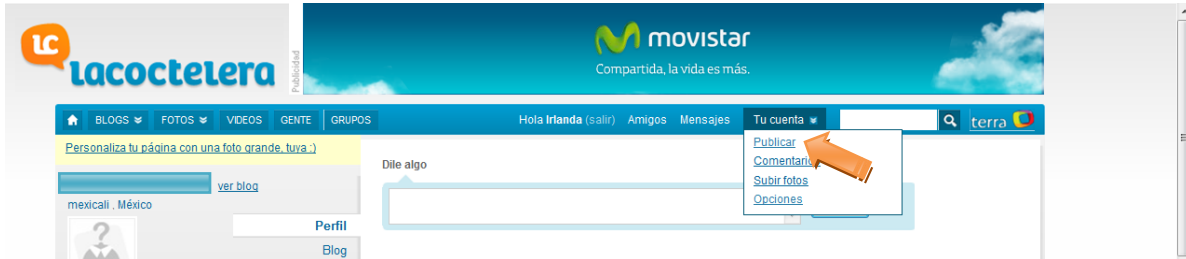 lc
lacoctelera
Publicidad
movistar
Compartida, la vida es más.
BLOGS FOTOS VIDEOS GENTE GRUPOS
Hola Irlanda (salir) Amigos Mensajes Tu cuenta
terra
Personaliza tu página con una foto grande, tuya :)
Dile algo
Publicar
Subir fotos
Opciones
ver blog
mexicali , México
Perfil
Blog